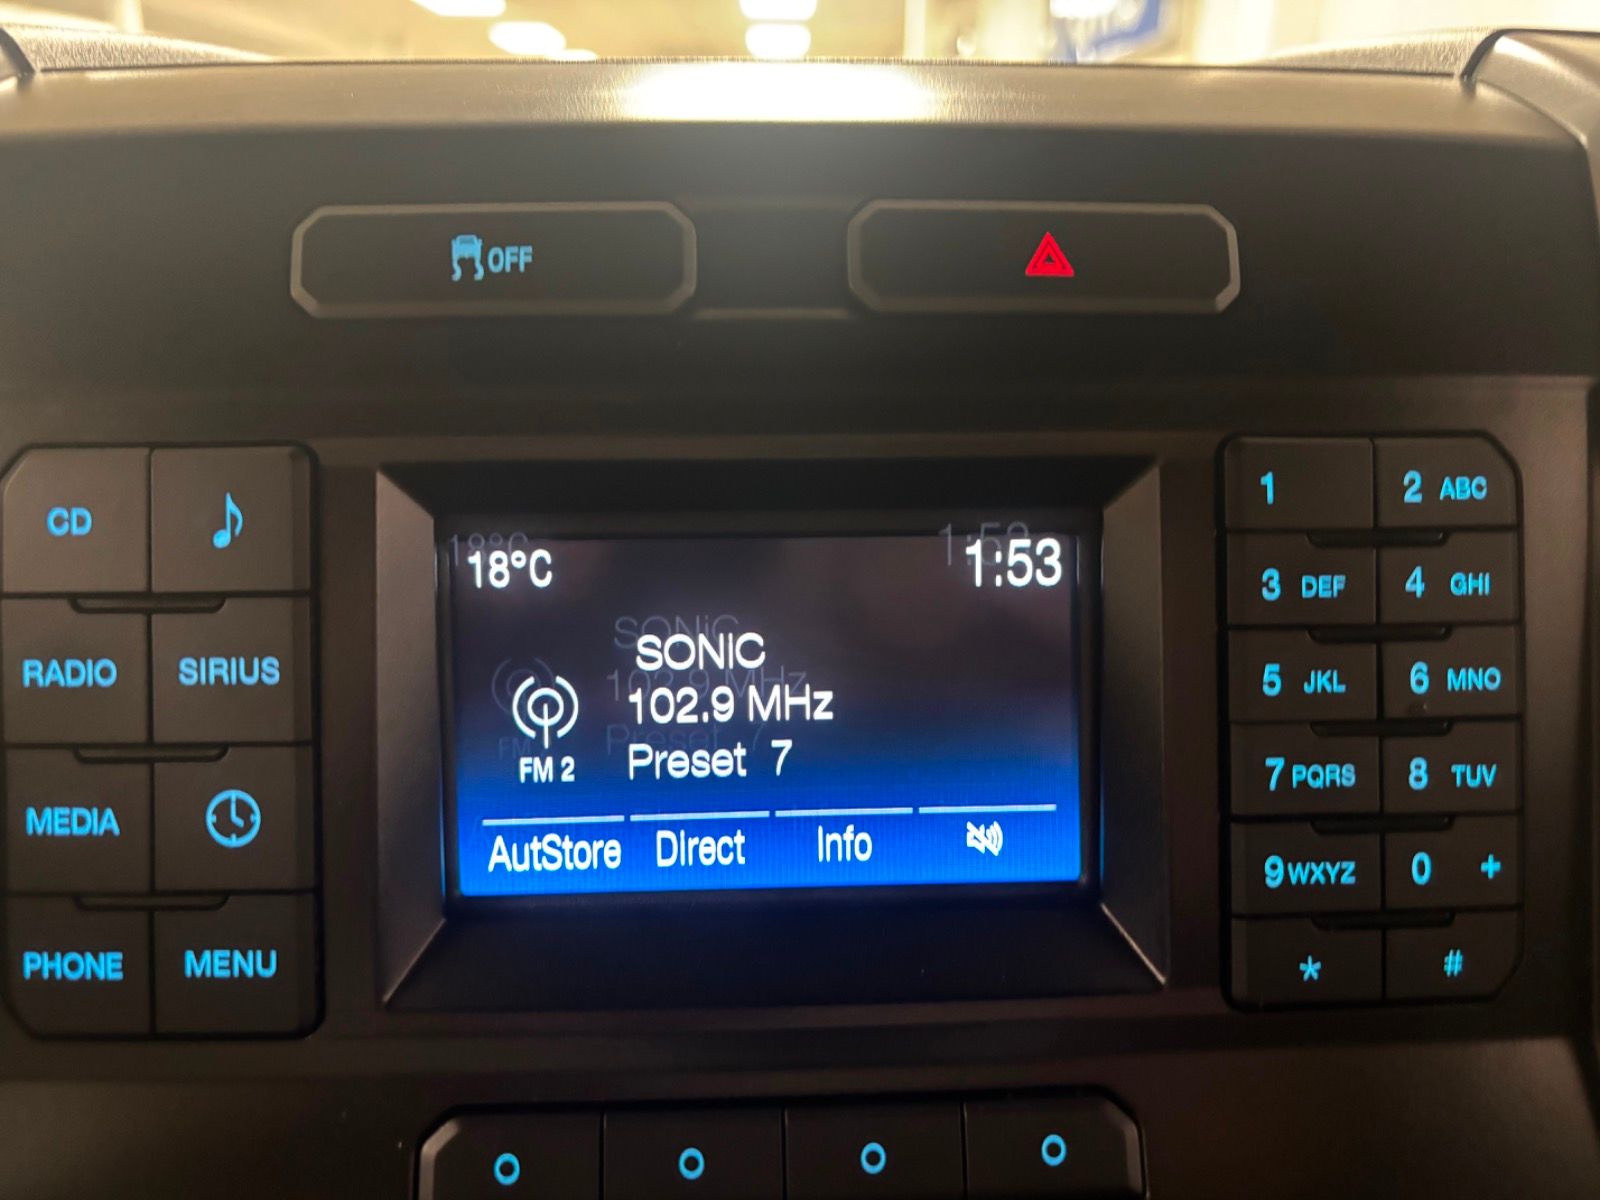 OFF
CD
RADIO SIRIUS
MEDIA
PHONE MENU
18°C 1:53
SONiC
102.9 MHz
FM 2
Preset 7
AutStore Direct Info
1 2 ABC
3 DEF 4 GHI
5 JKL 6 MNO
7 PQRS 8 TUV
9 WXYZ 0 +
* #